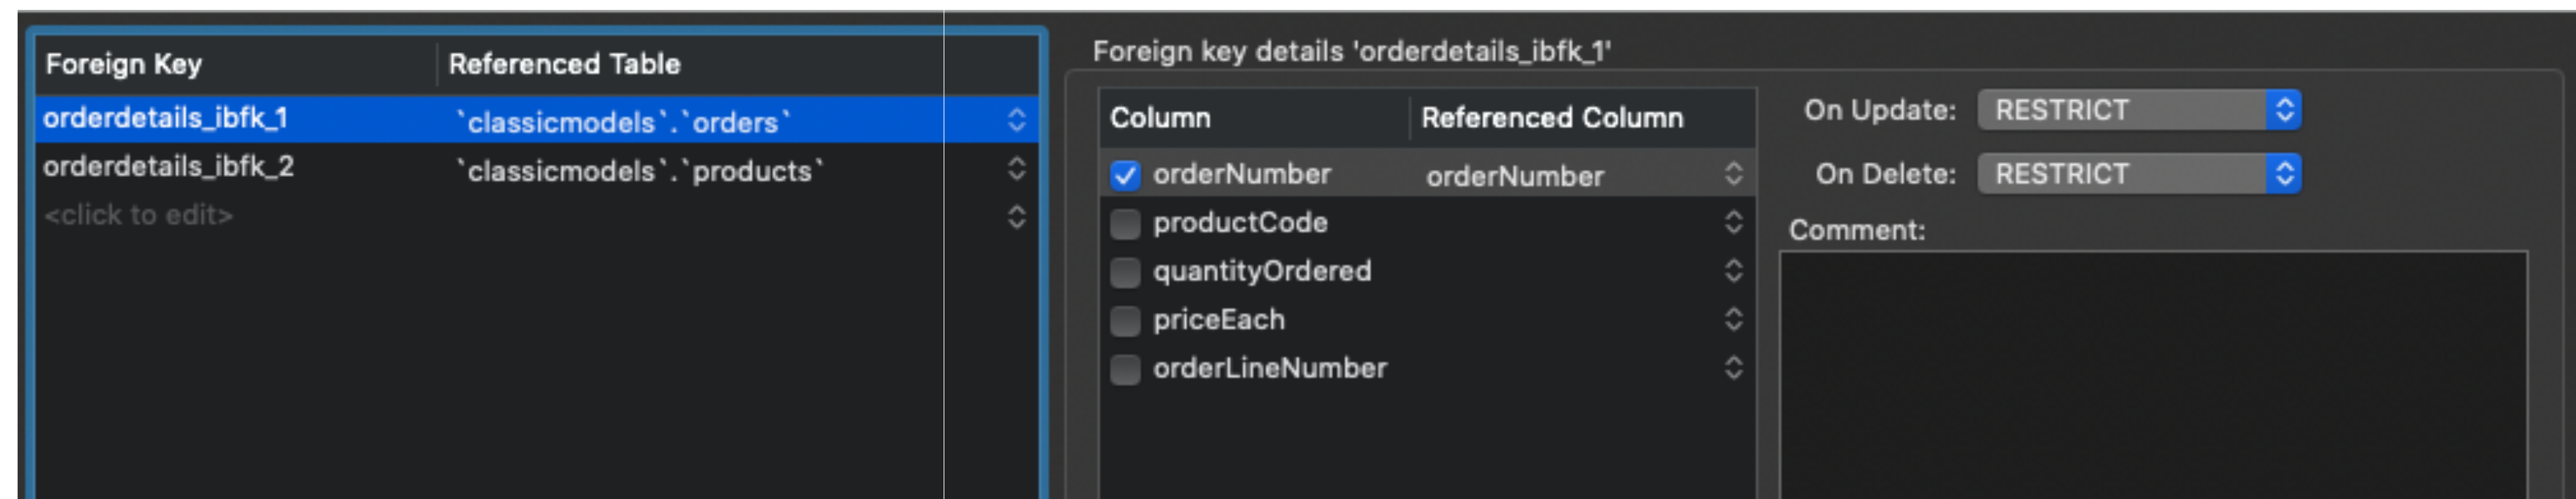 Foreign Key Referenced Table
orderdetails_ibfk_1 `classicmodels`.`orders`
orderdetails_ibfk_2 `classicmodels`.`products`
<click to edit>
Foreign key details 'orderdetails_ibfk_1'
Column Referenced Column
orderNumber orderNumber
productCode
quantityOrdered
priceEach
orderLineNumber
On Update: RESTRICT
On Delete: RESTRICT
Comment: